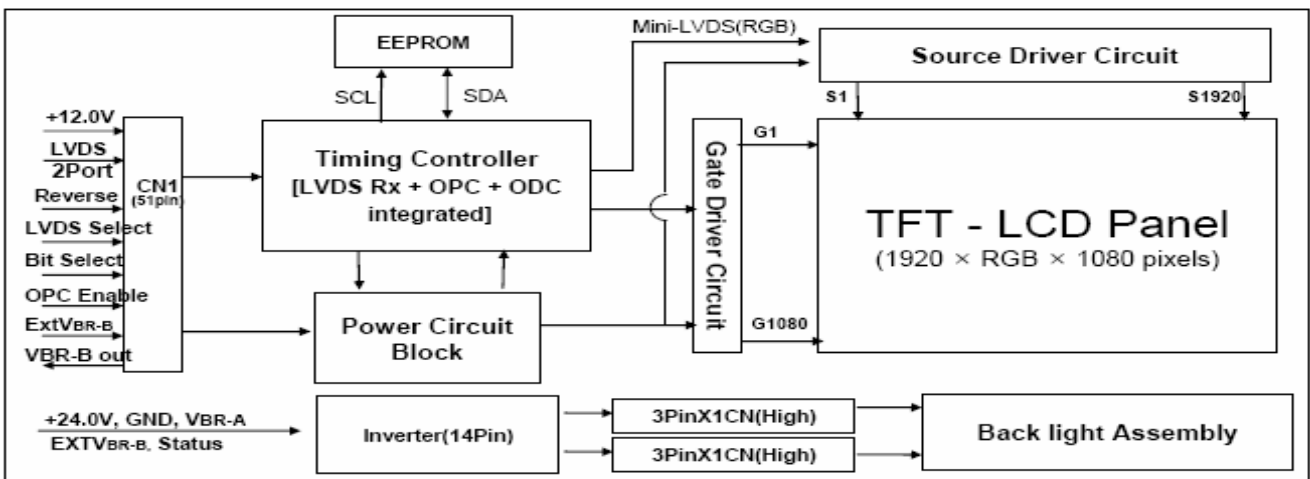 EEPROM
Mini-LVDS(RGB)
Source Driver Circuit
SCL
SDA
S1
S1920
+12.0V
LVDS
2Port
Reverse
LVDS Select
Bit Select
OPC Enable
ExtVBR-B
VBR-B out
CN1
(51pin)
Timing Controller
[LVDS Rx + OPC + ODC
integrated]
Power Circuit
Block
Gate Driver Circuit
G1
G1080
TFT - LCD Panel
(1920 × RGB × 1080 pixels)
+24.0V, GND, VBR-A
EXTVBR-B, Status
Inverter(14Pin)
3PinX1CN(High)
3PinX1CN(High)
Back light Assembly